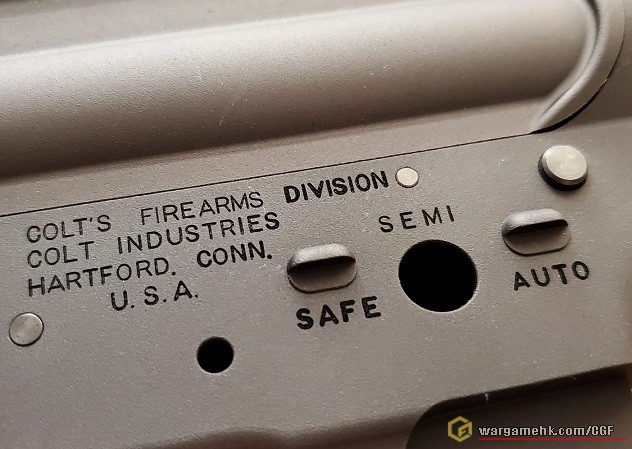 COLT'S FIREARMS DIVISION
COLT INDUSTRIES
HARTFORD. CONN.
U.S.A.
SAFE
SEMI
AUTO
wargamehk.com/CGF